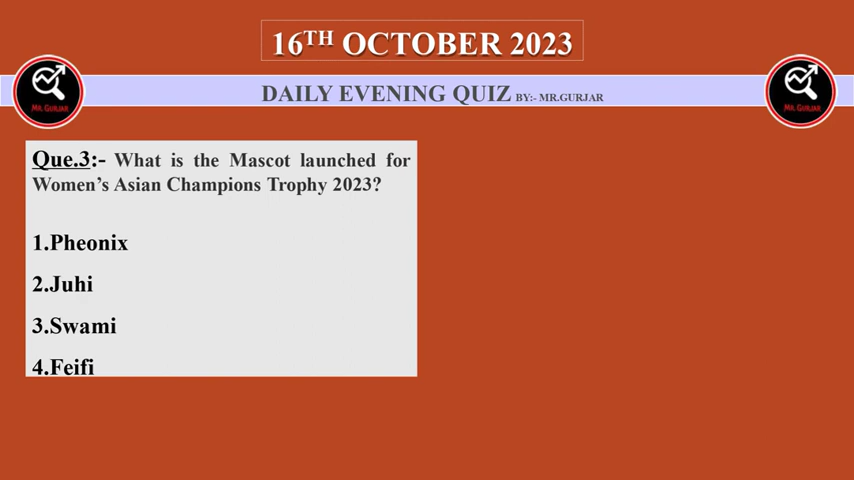 16TH OCTOBER 2023
MR.GURJAR
DAILY EVENING QUIZ BY:- MR.GURJAR
MR.GURJAR
Que.3:- What is the Mascot launched for
Women's Asian Champions Trophy 2023?
1.Pheonix
2.Juhi
3.Swami
4.Feifi